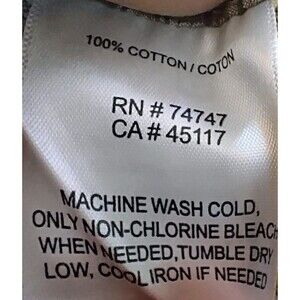 100% COTTON / COTON
RN # 74747
CA # 45117
MACHINE WASH COLD,
ONLY NON-CHLORINE BLEACH
WHEN NEEDED,TUMBLE DRY
LOW, COOL IRON IF NEEDED